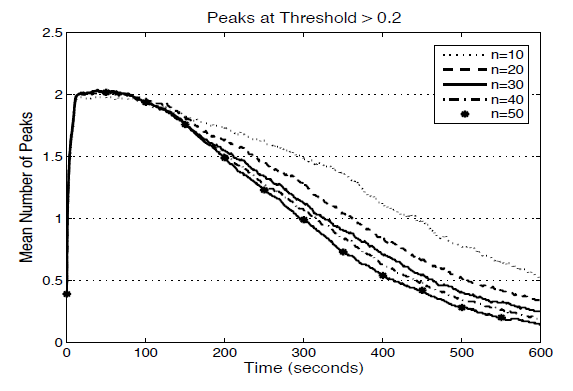 Peaks at Threshold > 0.2
2.5
2
1.5
1
0.5
0
Mean Number of Peaks
n=10
n=20
n=30
n=40
n=50
0 100 200 300 400 500 600
Time (seconds)